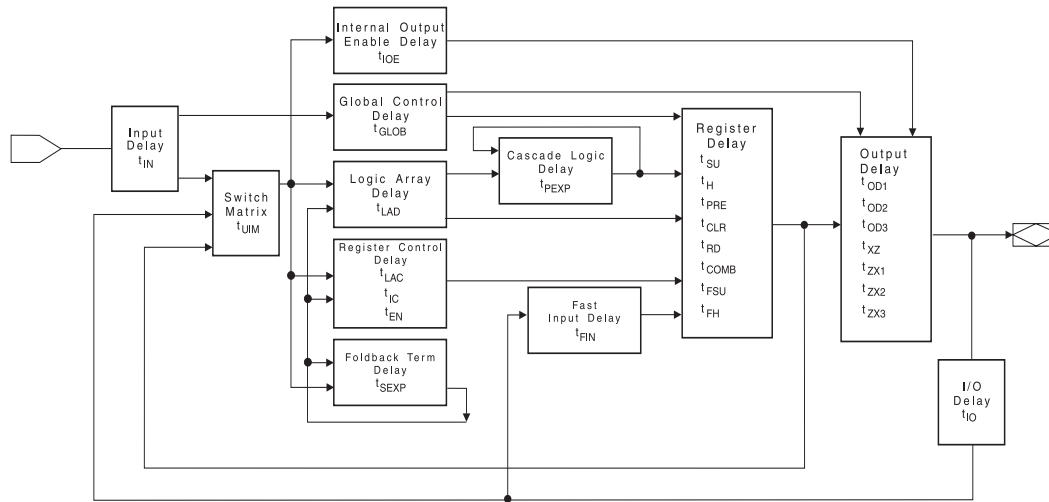 Internal Output
Enable Delay
tIOE
Global Control
Delay
tGLOB
Input
Delay
tIN
Switch
Matrix
tUIM
Logic Array
Delay
tLAD
Cascade Logic
Delay
tPEXP
Register Control
Delay
tLAC
tIC
tEN
Fast
Input Delay
tFIN
Foldback Term
Delay
tSEXP
Register
Delay
tSU
tH
tPRE
tCLR
tRD
tCOMB
tFSU
tFH
Output
Delay
tOD1
tOD2
tOD3
tXZ
tZX1
tZX2
tZX3
I/O
Delay
tIO